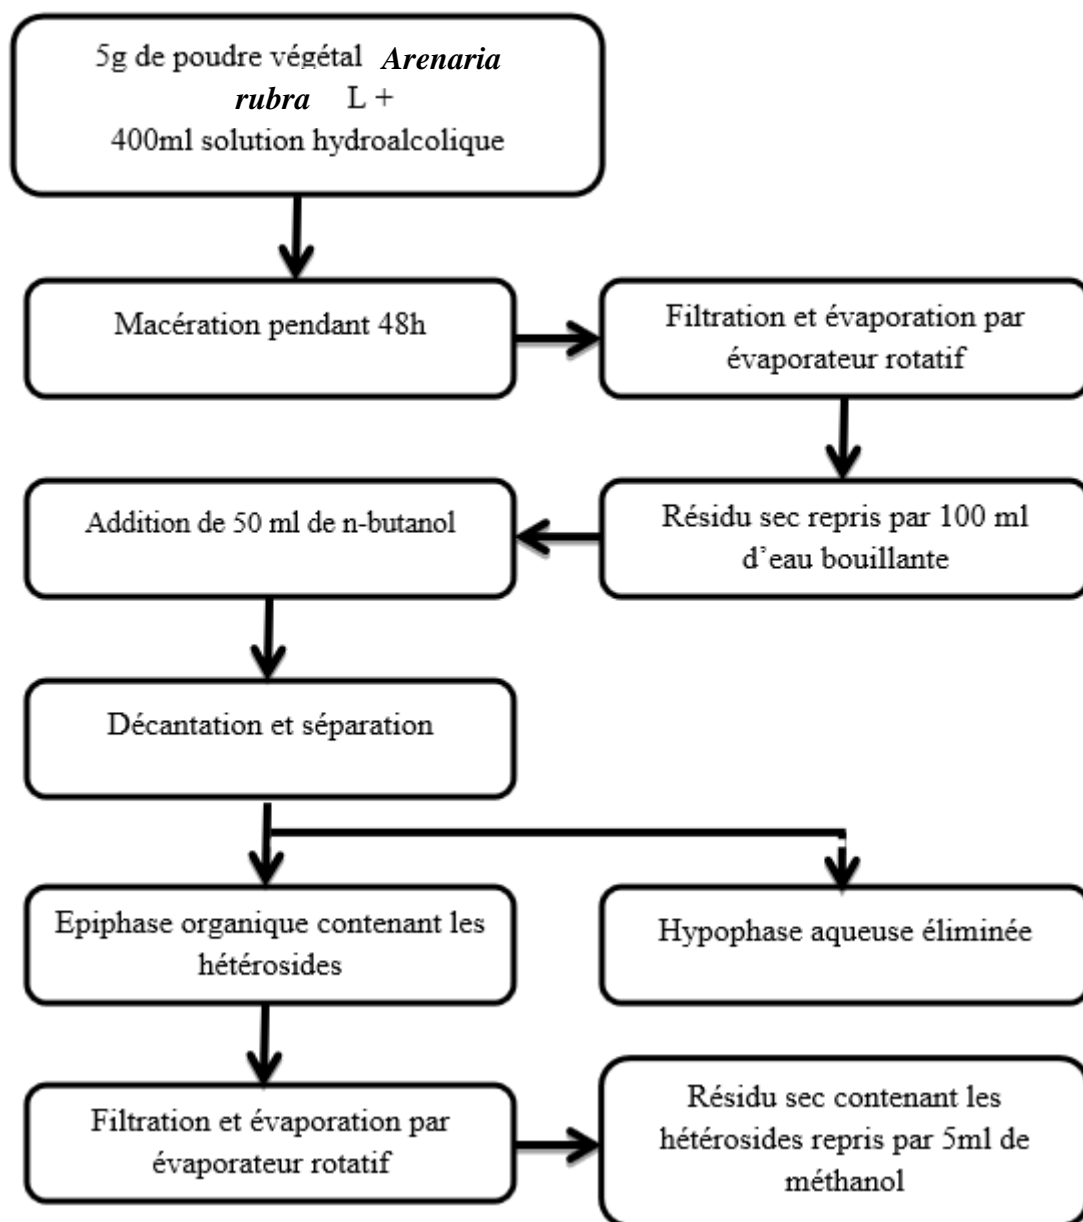 5g de poudre végétal Arenaria
rubra L +
400ml solution hydroalcolique
Macération pendant 48h
Filtration et évaporation par
évaporateur rotatif
Résidu sec repris par 100 ml
d’eau bouillante
Addition de 50 ml de n-butanol
Décantation et séparation
Epiphase organique contenant les
hétérosides
Hypophase aqueuse éliminée
Filtration et évaporation par
évaporateur rotatif
Résidu sec contenant les
hétérosides repris par 5ml de
méthanol